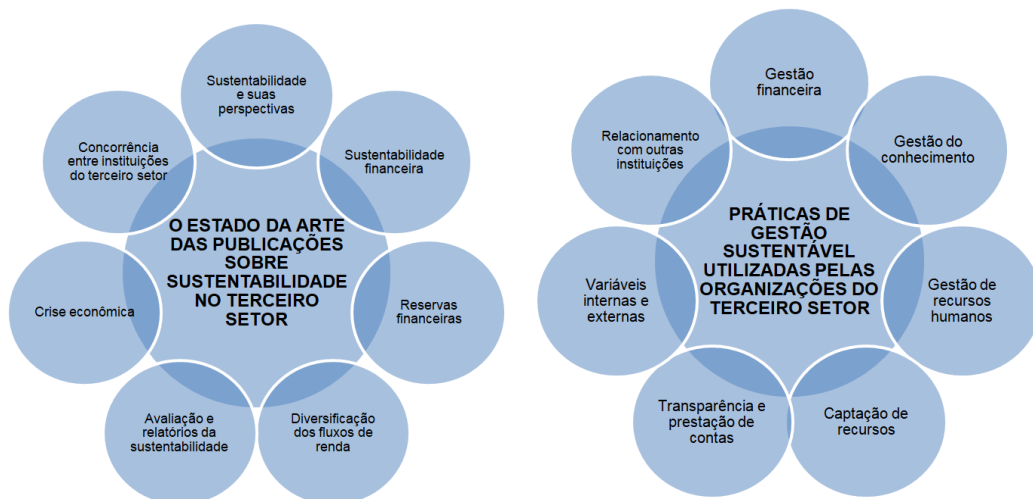 Sustentabilidade
e suas
perspectivas
Sustentabilidade
financeira
Reservas
financeiras
Diversificação
dos fluxos de
renda
Avaliação e
relatórios da
sustentabilidade
Crise econômica
Concorrência
entre instituições
do terceiro setor
O ESTADO DA ARTE
DAS PUBLICAÇÕES
SOBRE
SUSTENTABILIDADE
NO TERCEIRO
SETOR
Gestão
financeira
Gestão do
conhecimento
Gestão de
recursos
humanos
Captação de
recursos
Transparência e
prestação de
contas
Variáveis
internas e
externas
Relacionamento
com outras
instituições
PRÁTICAS DE
GESTÃO
SUSTENTÁVEL
UTILIZADAS PELAS
ORGANIZAÇÕES DO
TERCEIRO SETOR